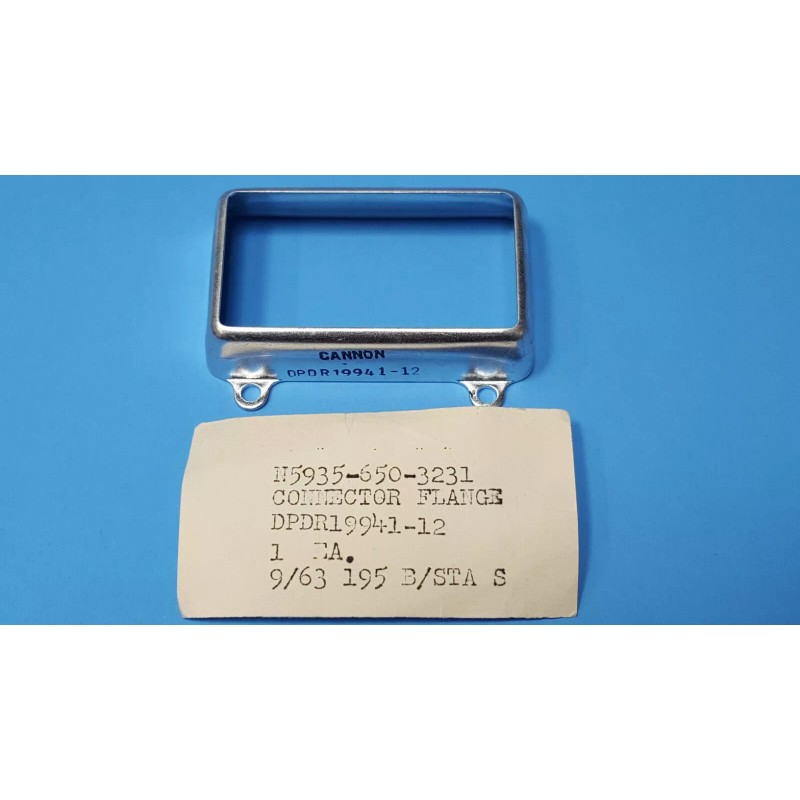 CANNON
DPDR19941-12
N5935-650-3231
CONNECTOR FLANGE
DPDR19941-12
1 EA.
9/63 195 B/STA S